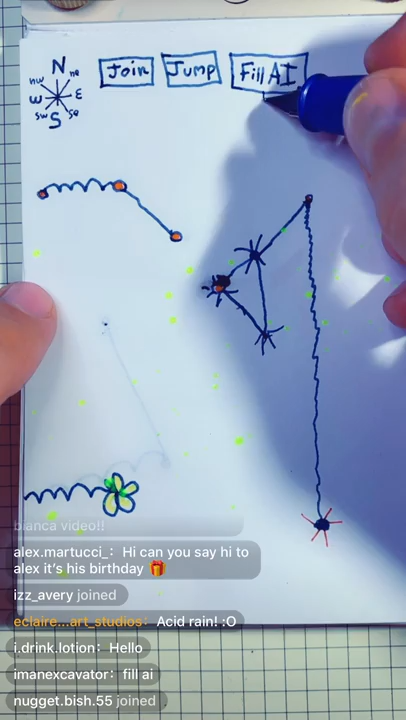 N
nw ne
W E
sw se
S
Join Jump Fill AI
bianca video!!
alex.martucci_: Hi can you say hi to
alex it's his birthday 🎁
izz_avery joined
eclaire...art_studios: Acid rain! :O
i.drink.lotion: Hello
imanexcavator: fill ai
nugget.bish.55 joined